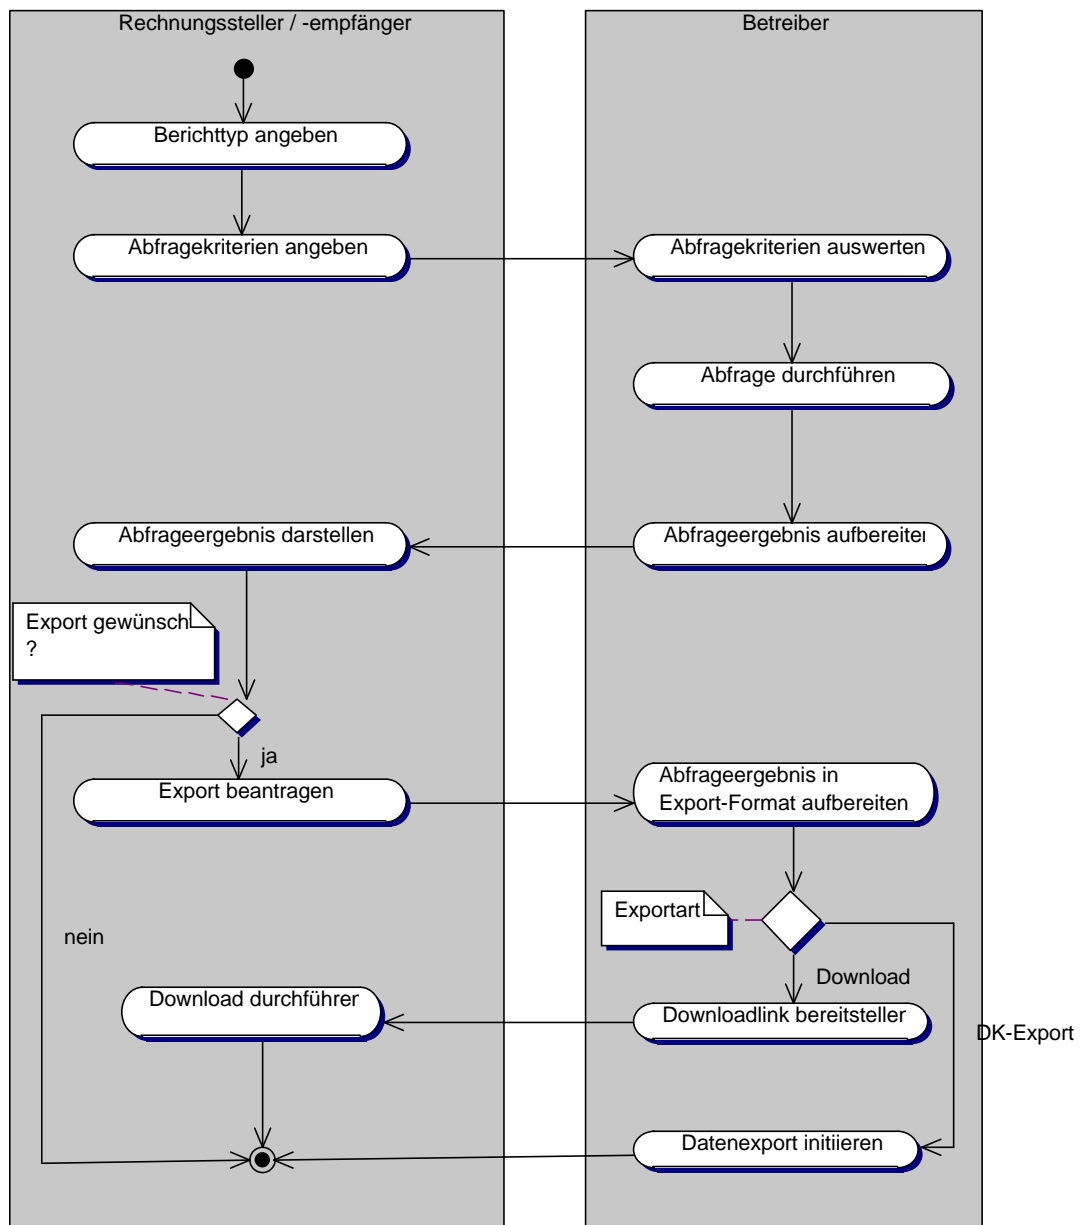 Rechnungssteller / -empfänger
Betreiber
Berichttyp angeben
Abfragekriterien angeben
Abfragekriterien auswerten
Abfrage durchführen
Abfrageergebnis darstellen
Abfrageergebnis aufbereiten
Export gewünsch
?
ja
Export beantragen
Abfrageergebnis in
Export-Format aufbereiten
Exportart
nein
Download
Download durchführer
Downloadlink bereitsteller
DK-Export
Datenexport initiieren